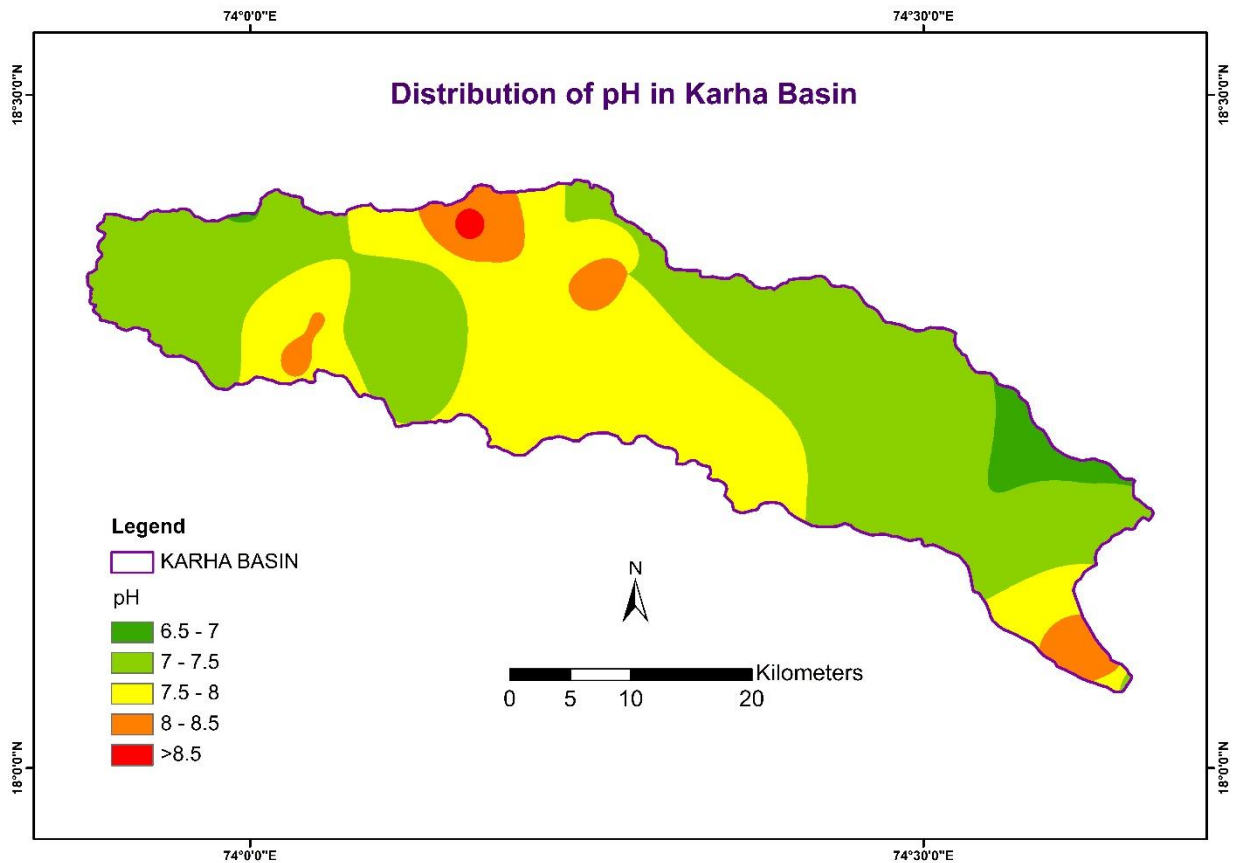 74°0'0"E
74°30'0"E
18°30'0"N
18°30'0"N
Distribution of pH in Karha Basin
Legend
KARHA BASIN
pH
6.5 - 7
7 - 7.5
7.5 - 8
8 - 8.5
>8.5
N
Kilometers
0 5 10 20
18°0'0"N
18°0'0"N
74°0'0"E
74°30'0"E